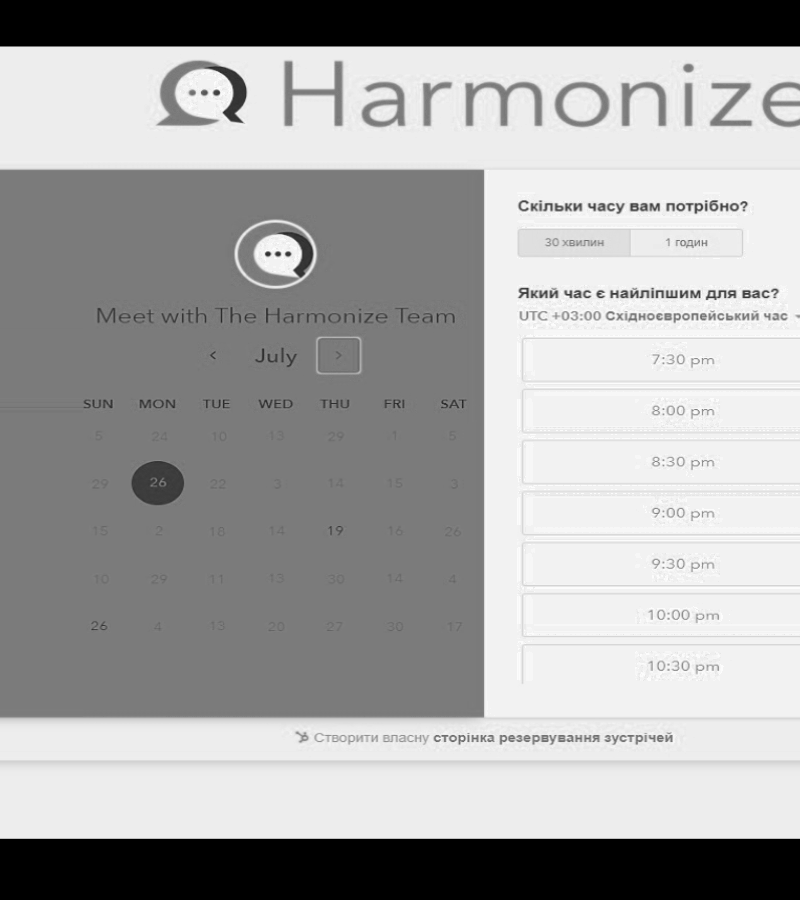 Harmonize
Meet with The Harmonize Team
< July >
SUN MON TUE WED THU FRI SAT
5 24 10 13 29 1 5
29 26 22 3 14 15 3
15 2 18 14 19 16 26
10 29 11 13 30 14 4
26 4 13 20 27 30 17
Скільки часу вам потрібно?
30 хвилин 1 годин
Який час є найліпшим для вас?
UTC +03:00 Східноєвропейський час
7:30 pm
8:00 pm
8:30 pm
9:00 pm
9:30 pm
10:00 pm
10:30 pm
Створити власну сторінка резервування зустрічей